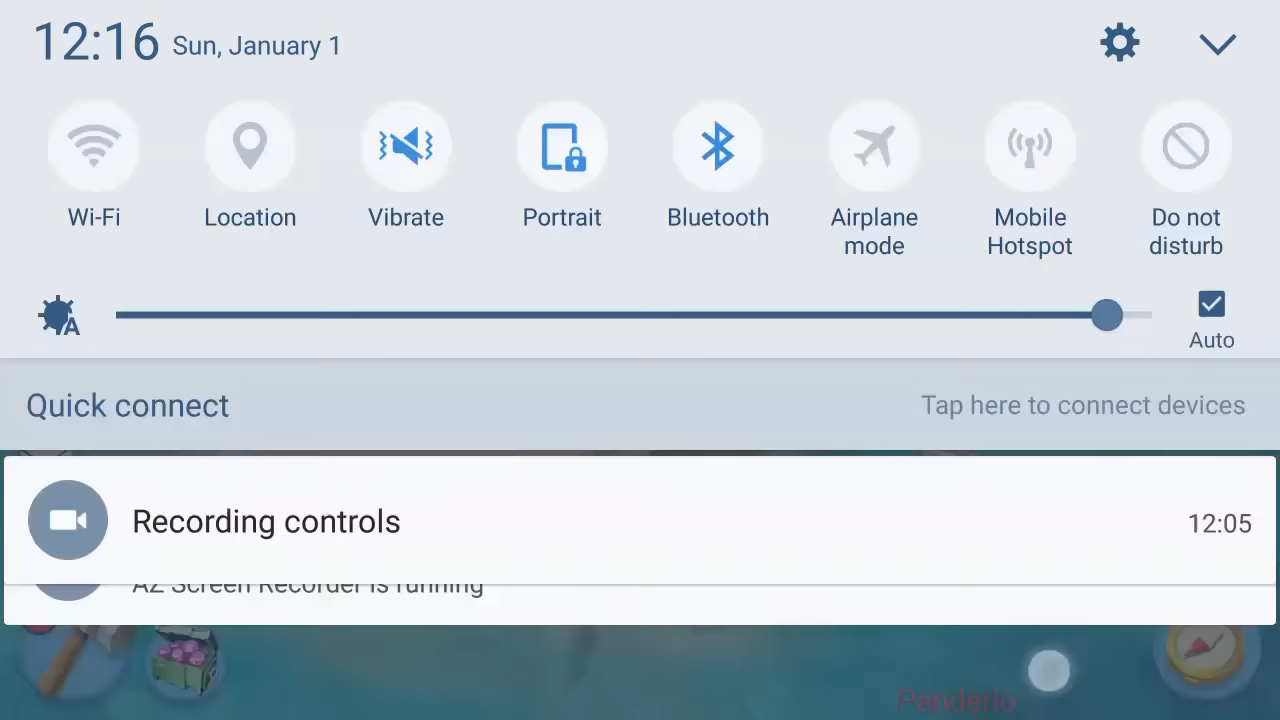 12:16 Sun, January 1
Wi-Fi Location Vibrate Portrait Bluetooth Airplane mode Mobile Hotspot Do not disturb
A
Auto
Quick connect Tap here to connect devices
Recording controls 12:05
AZ Screen Recorder is running
Panderio